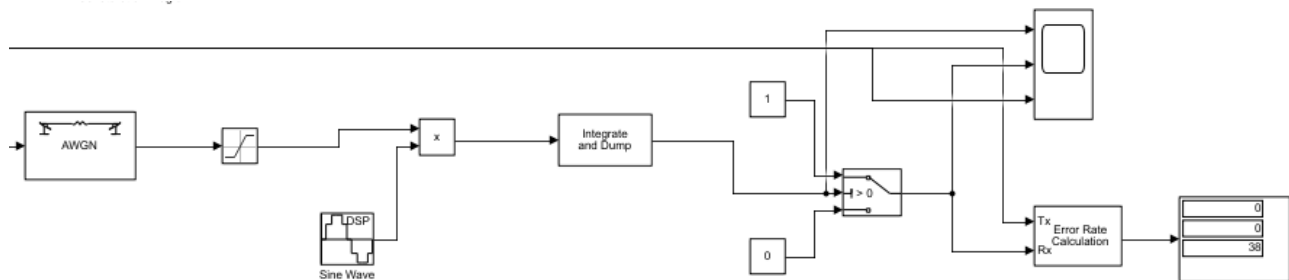 AWGN
x
Integrate
and Dump
1
> 0
0
DSP
Sine Wave
Tx
Rx
Error Rate
Calculation
0
0
38